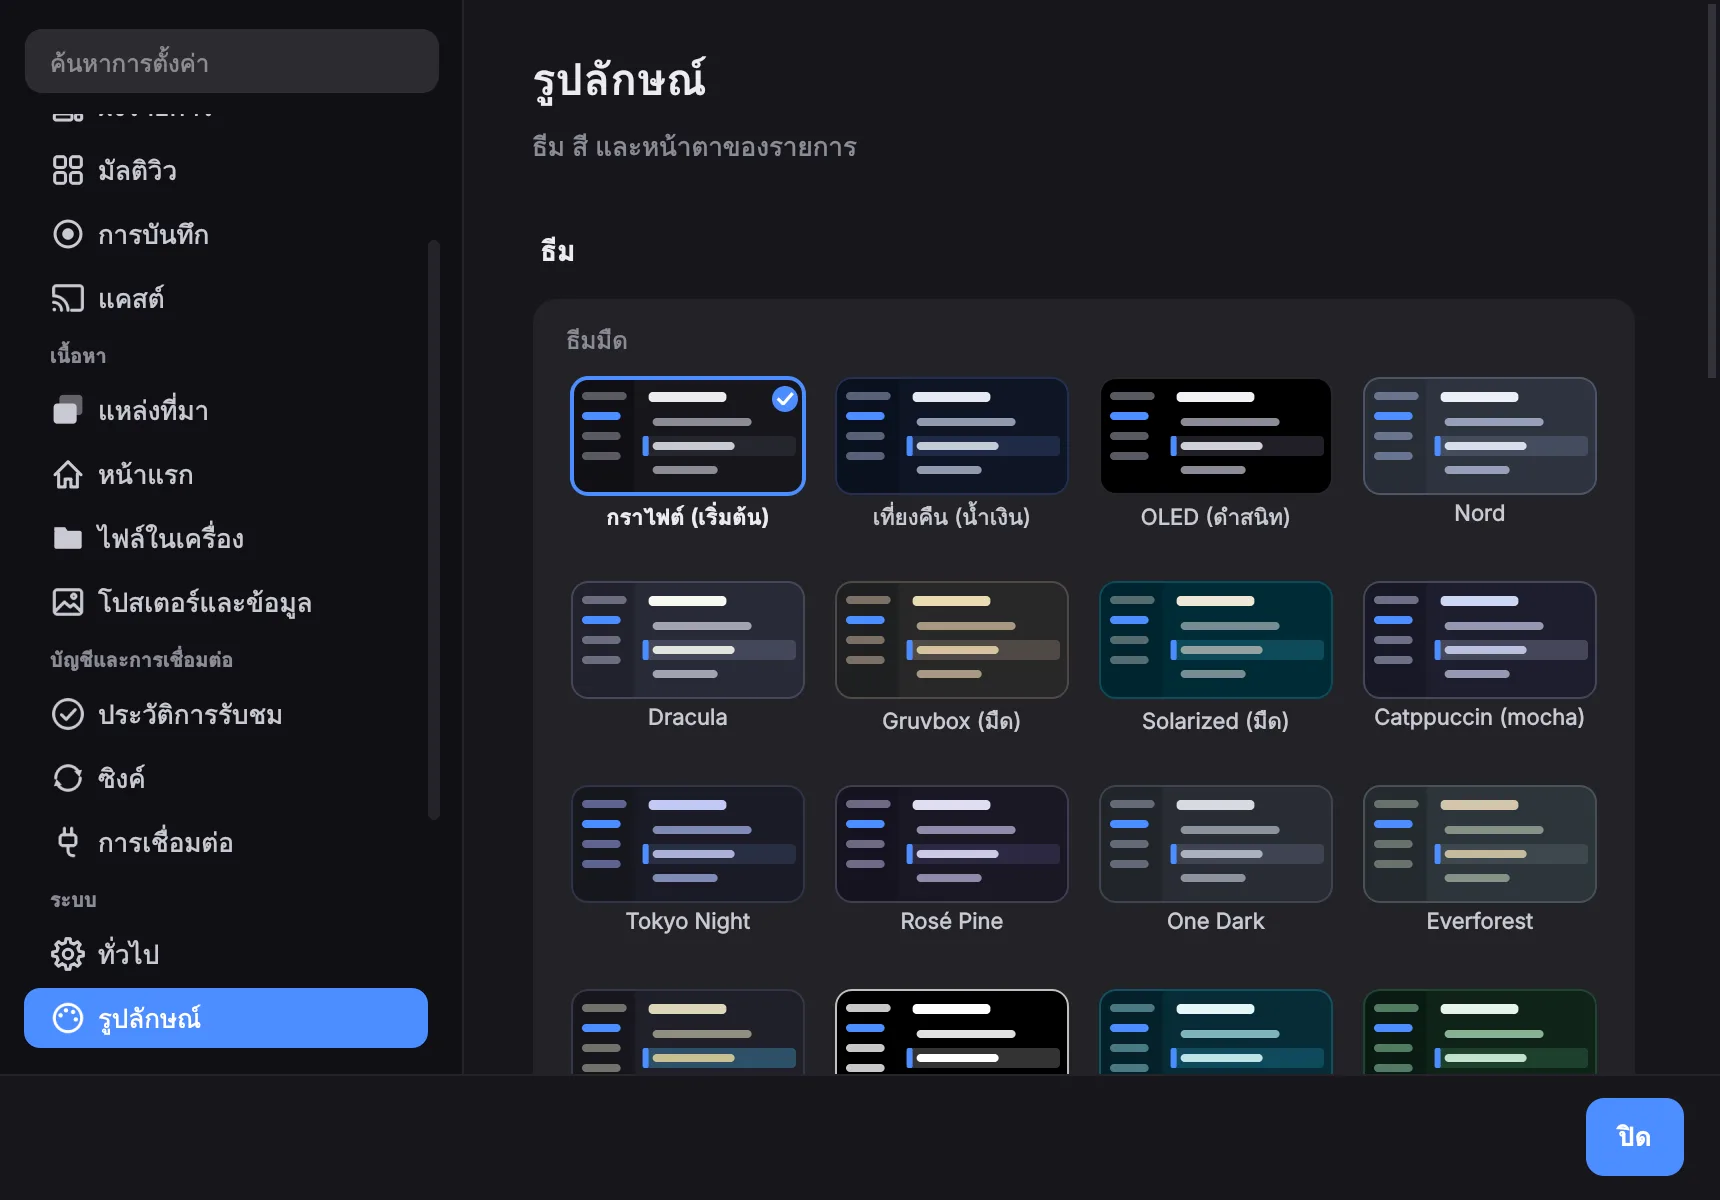 ค้นหาการตั้งค่า
มัลติวิว
การบันทึก
แคสต์
เนื้อหา
แหล่งที่มา
หน้าแรก
ไฟล์ในเครื่อง
โปสเตอร์และข้อมูล
บัญชีและการเชื่อมต่อ
ประวัติการรับชม
ซิงค์
การเชื่อมต่อ
ระบบ
ทั่วไป
รูปลักษณ์
รูปลักษณ์
ธีม สี และหน้าตาของรายการ
ธีม
ธีมมืด
กราไฟต์ (เริ่มต้น)
เที่ยงคืน (น้ำเงิน)
OLED (ดำสนิท)
Nord
Dracula
Gruvbox (มืด)
Solarized (มืด)
Catppuccin (mocha)
Tokyo Night
Rosé Pine
One Dark
Everforest
ปิด